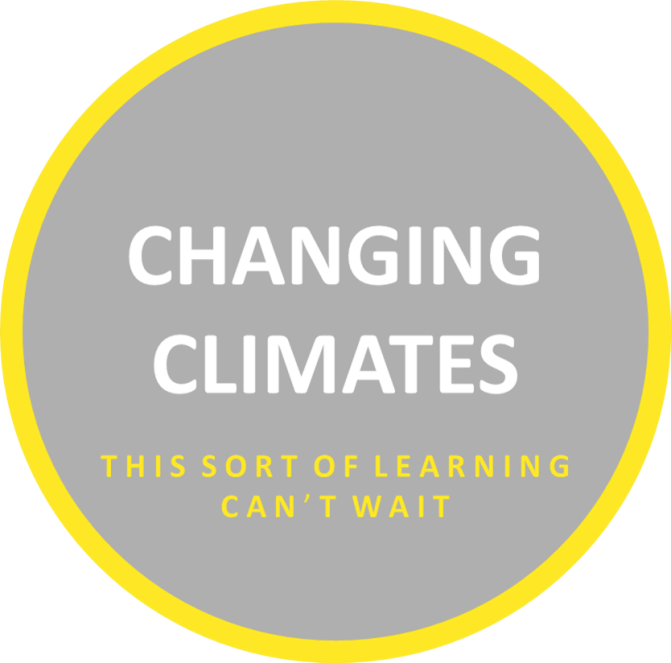 CHANGING
CLIMATES
THIS SORT OF LEARNING
CAN'T WAIT